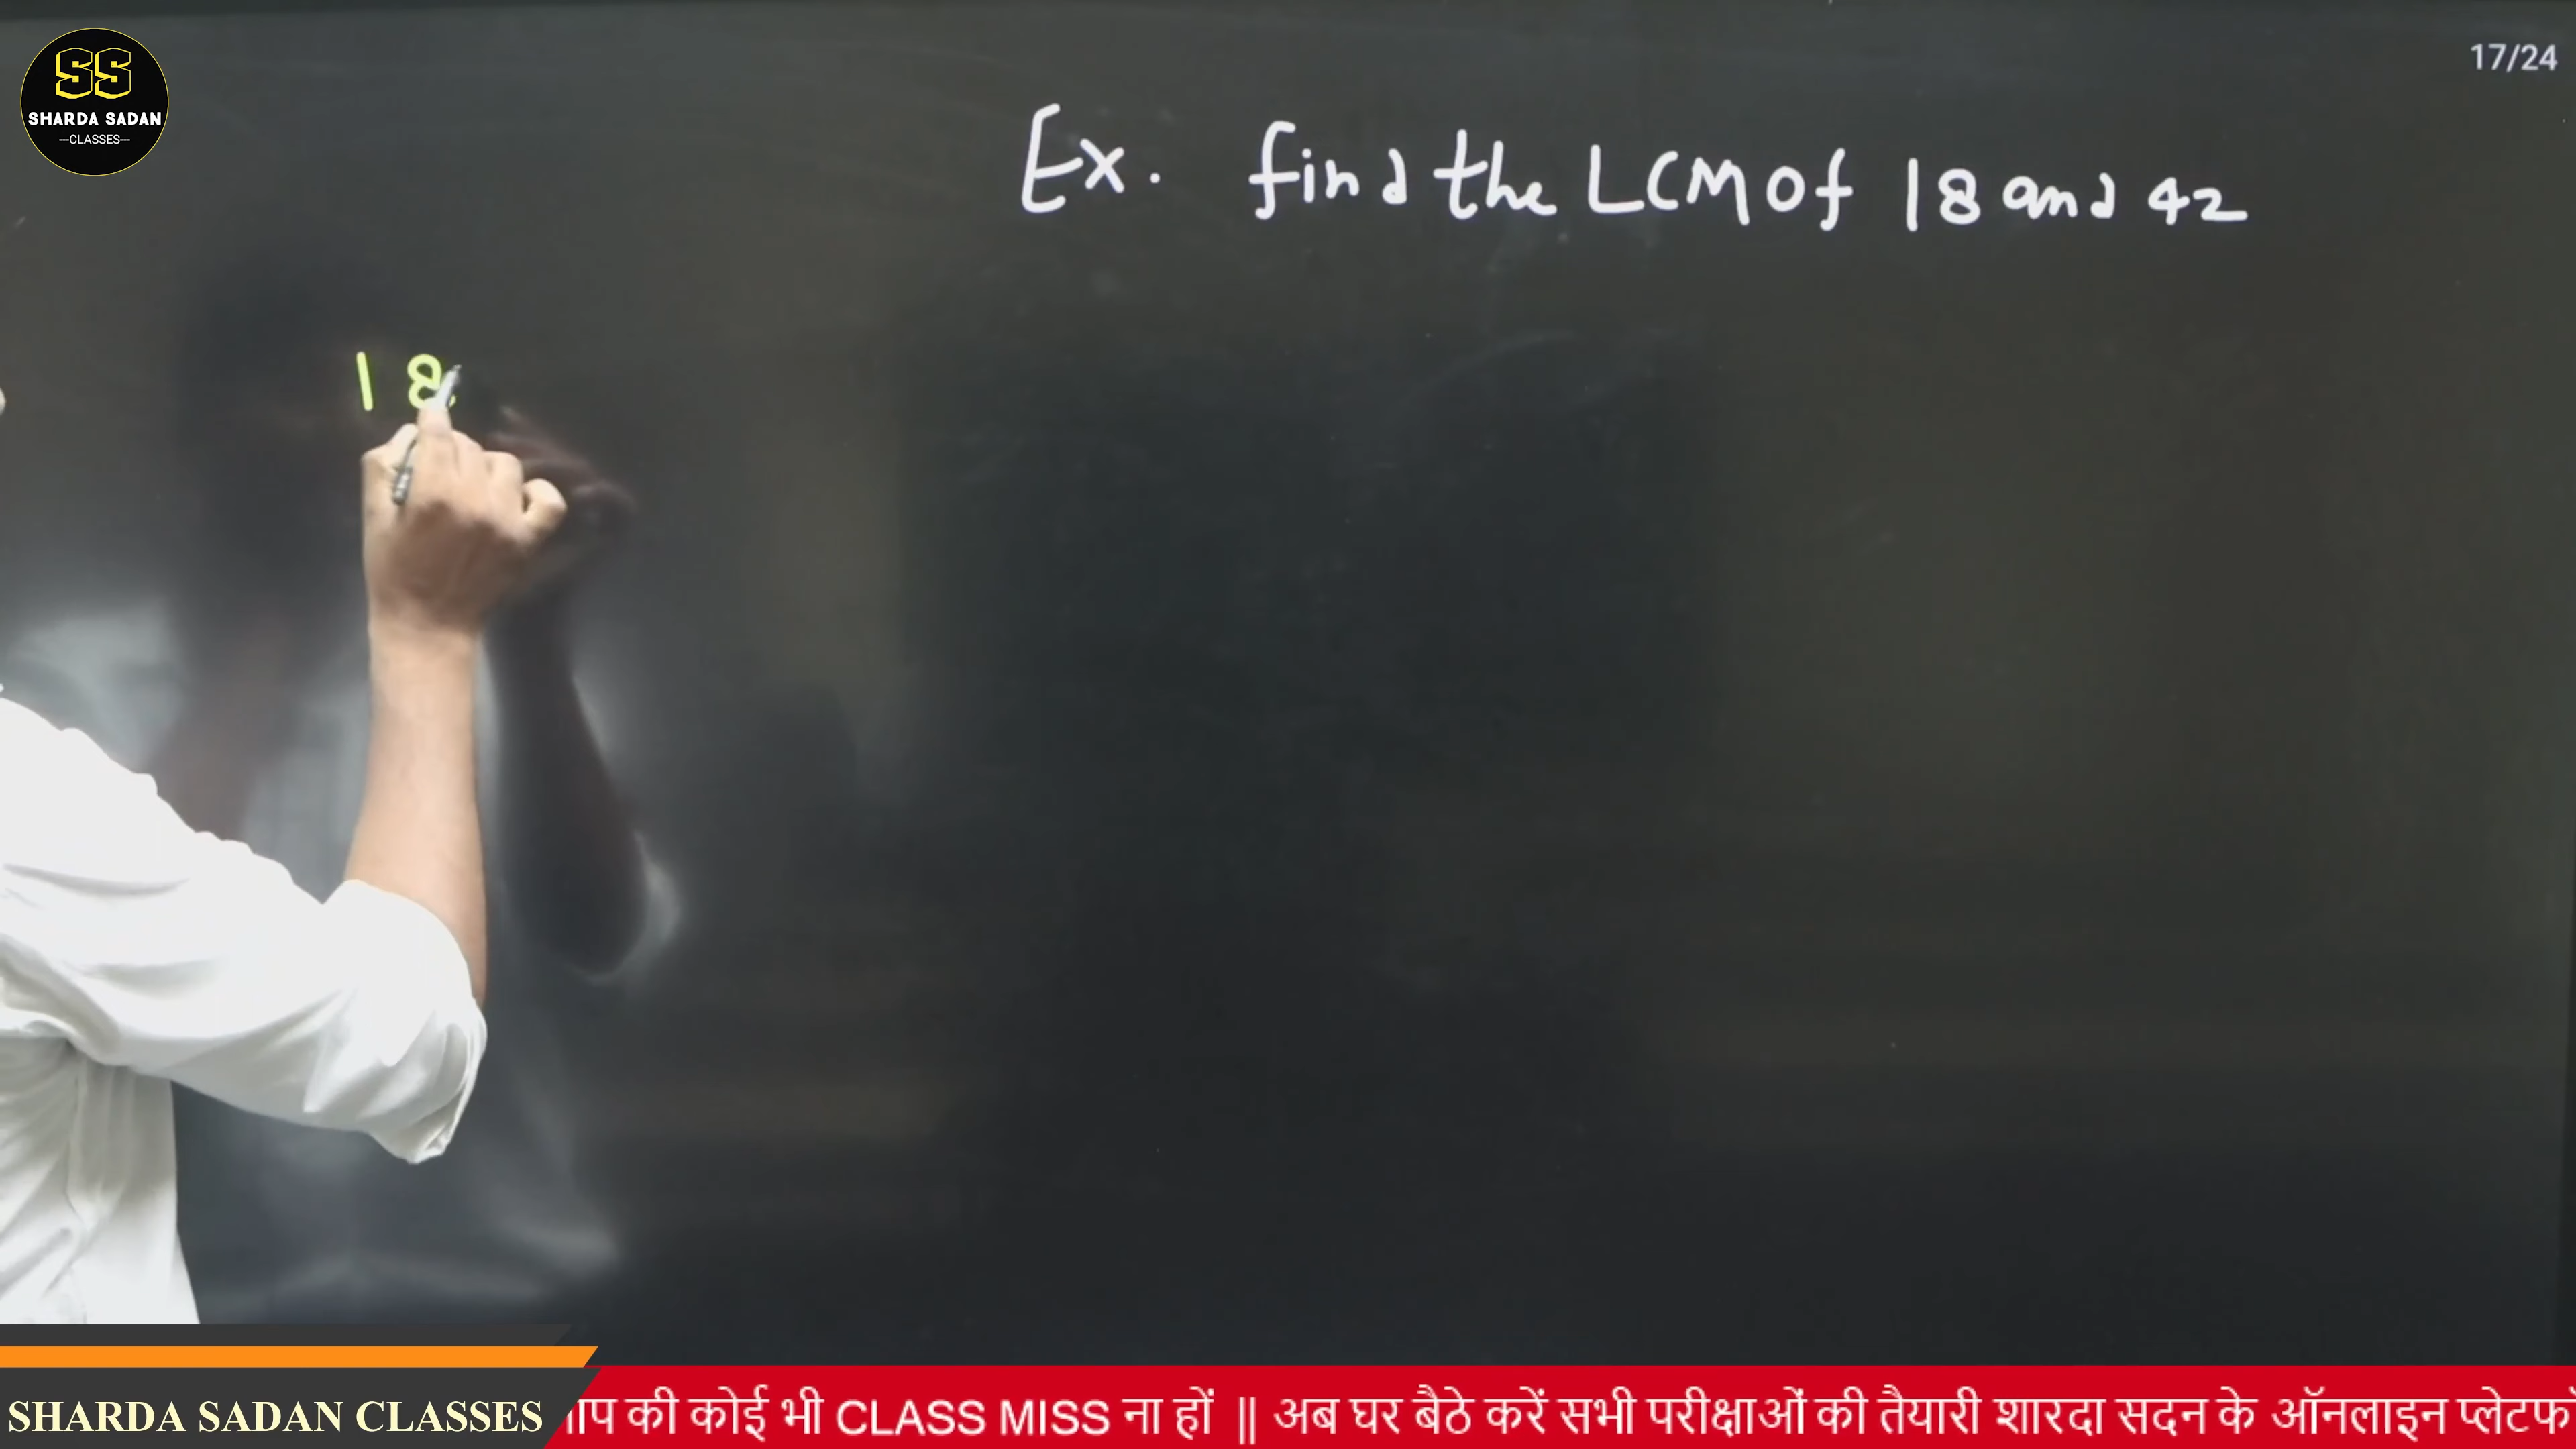 SS
SHARDA SADAN
—CLASSES—
17/24
Ex. find the LCM of 18 and 42
18
SHARDA SADAN CLASSES
की कोई भी CLASS MISS ना हों || अब घर बैठे करें सभी परीक्षाओं की तैयारी शारदा सदन के ऑनलाइन